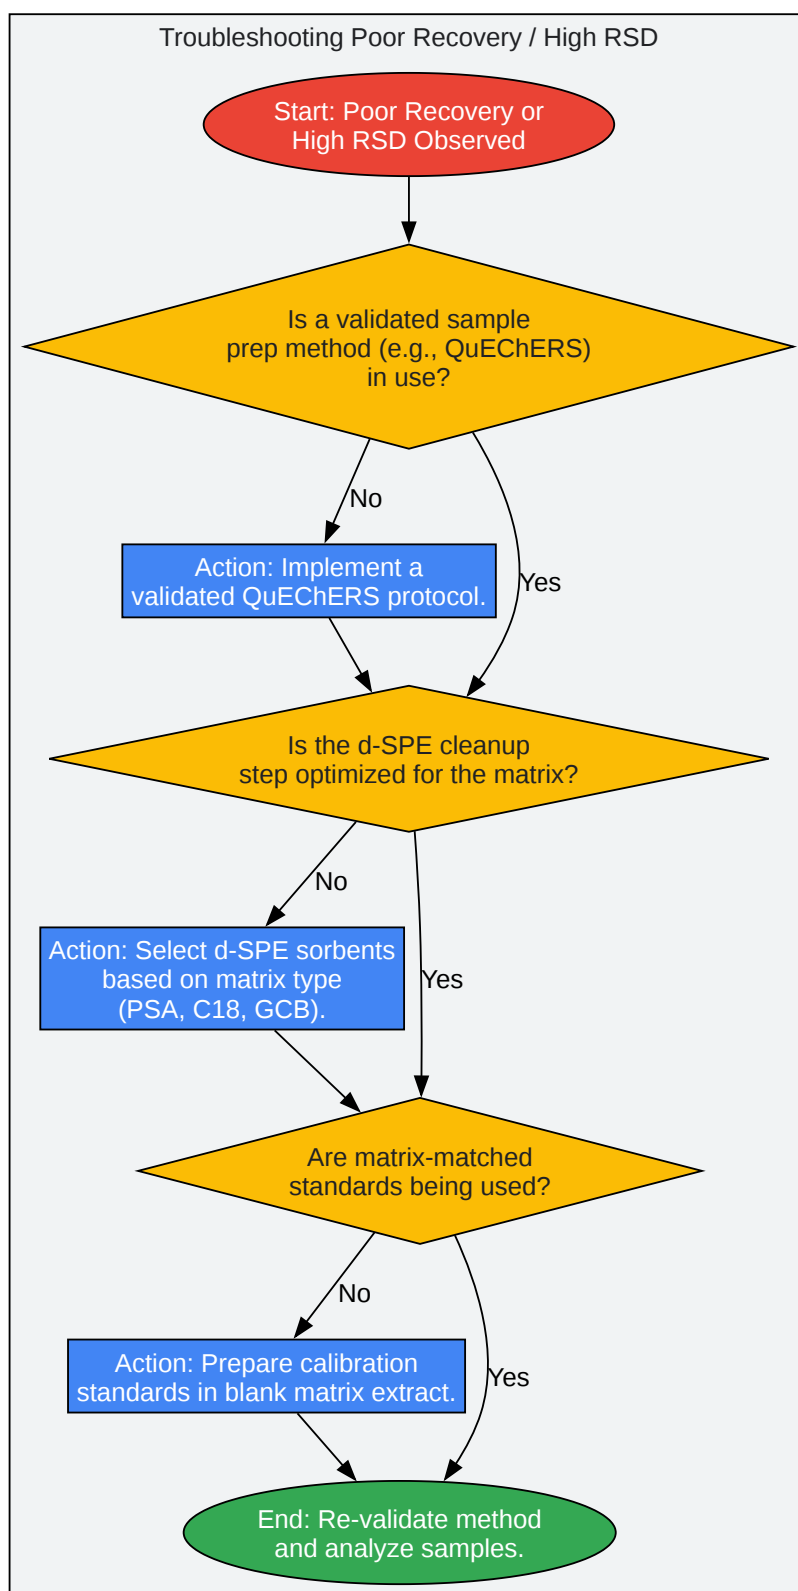 Troubleshooting Poor Recovery / High RSD
Start: Poor Recovery or
High RSD Observed
Is a validated sample
prep method (e.g., QuEChERS)
in use?
No
Yes
Action: Implement a
validated QuEChERS protocol.
Is the d-SPE cleanup
step optimized for the matrix?
No
Yes
Action: Select d-SPE sorbents
based on matrix type
(PSA, C18, GCB).
Are matrix-matched
standards being used?
No
Yes
Action: Prepare calibration
standards in blank matrix extract.
End: Re-validate method
and analyze samples.